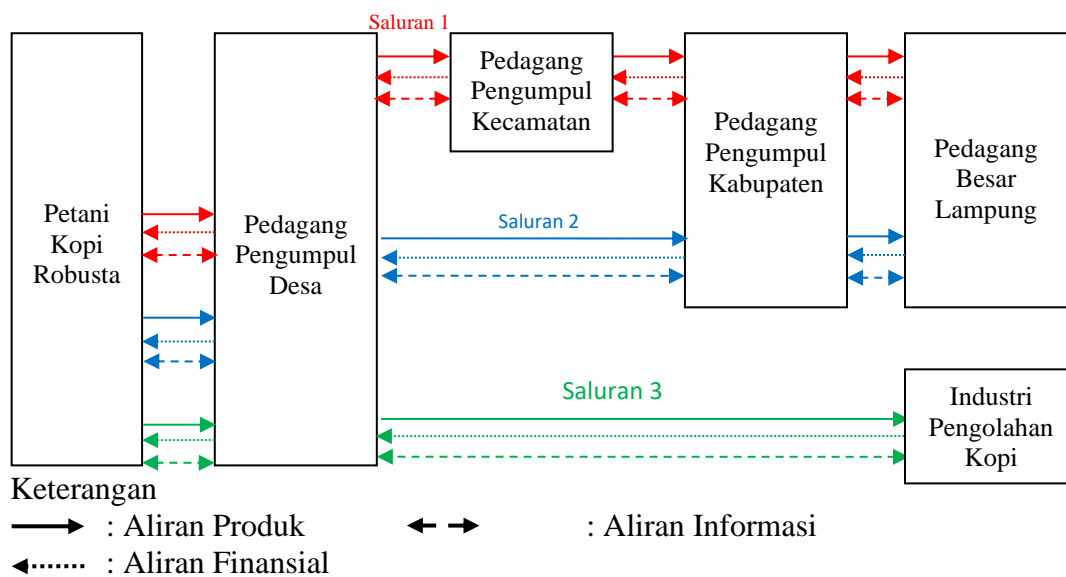 Saluran 1
Petani
Kopi
Robusta
Pedagang
Pengumpul
Desa
Pedagang
Pengumpul
Kecamatan
Pedagang
Pengumpul
Kabupaten
Pedagang
Besar
Lampung
Saluran 2
Saluran 3
Industri
Pengolahan
Kopi
Keterangan
: Aliran Produk
: Aliran Informasi
: Aliran Finansial